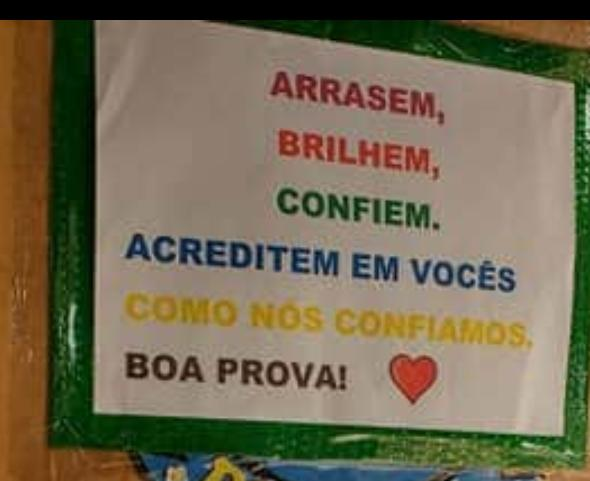 ARRASEM,
BRILHEM,
CONFIEM.
ACREDITEM EM VOCÊS
COMO NÓS CONFIAMOS.
BOA PROVA!